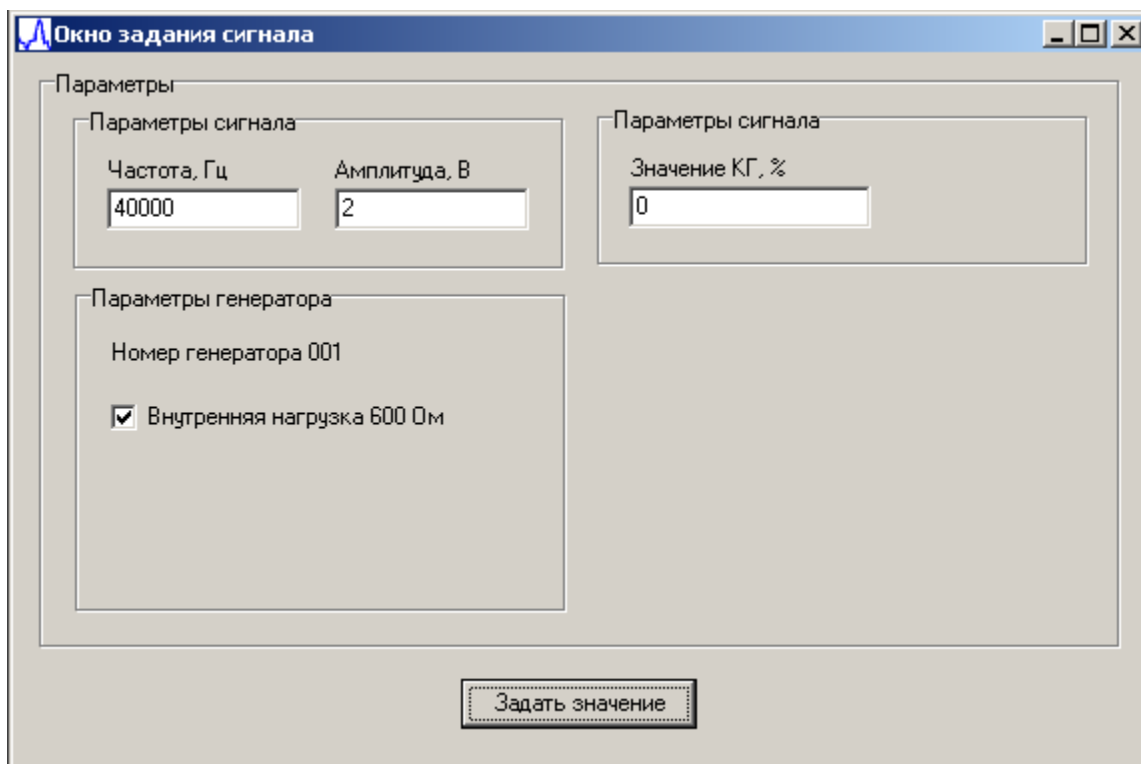 Окно задания сигнала
Параметры
Параметры сигнала
Частота, Гц Амплитуда, В
40000 2
Параметры сигнала
Значение КГ, %
0
Параметры генератора
Номер генератора 001
Внутренняя нагрузка 600 Ом
Задать значение